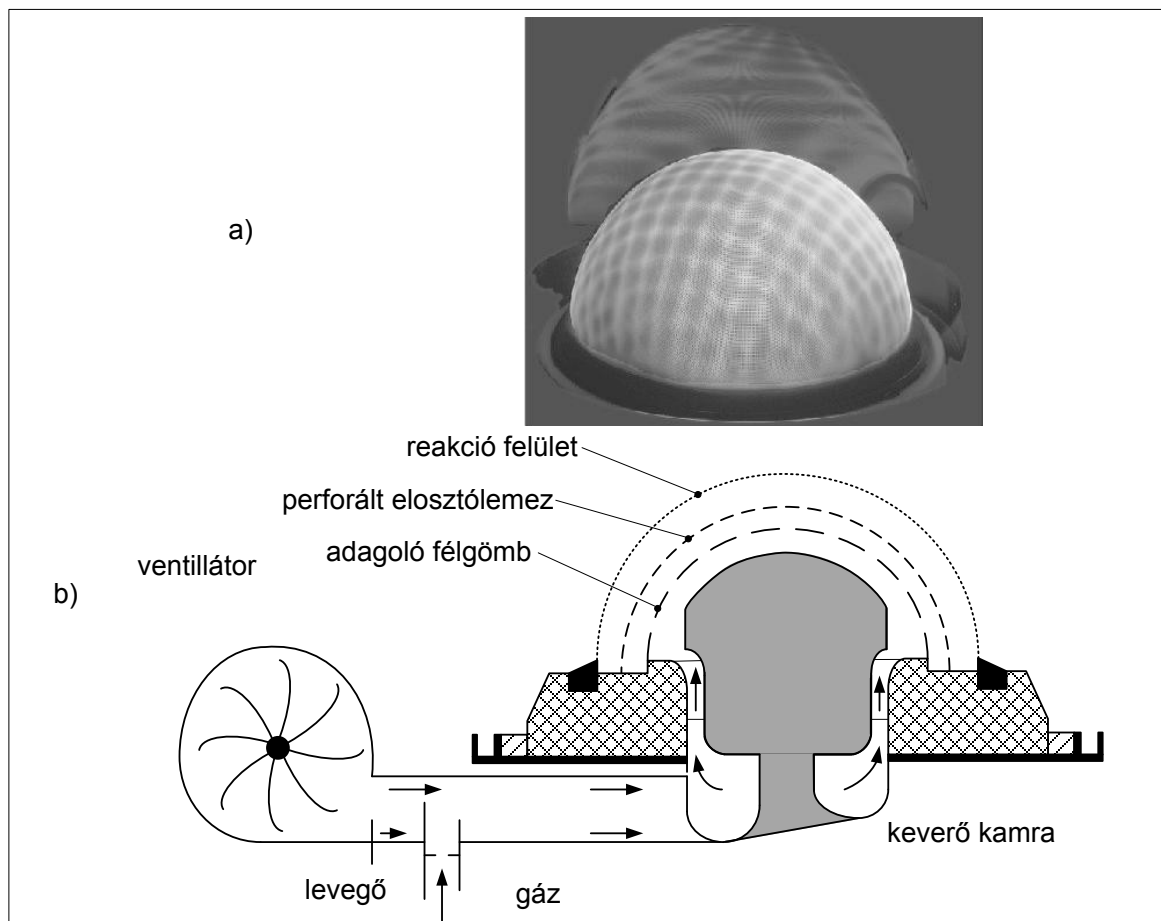 a)
reakció felület
perforált elosztólemez
adagoló félgömb
ventillátor
b)
keverő kamra
levegő
gáz